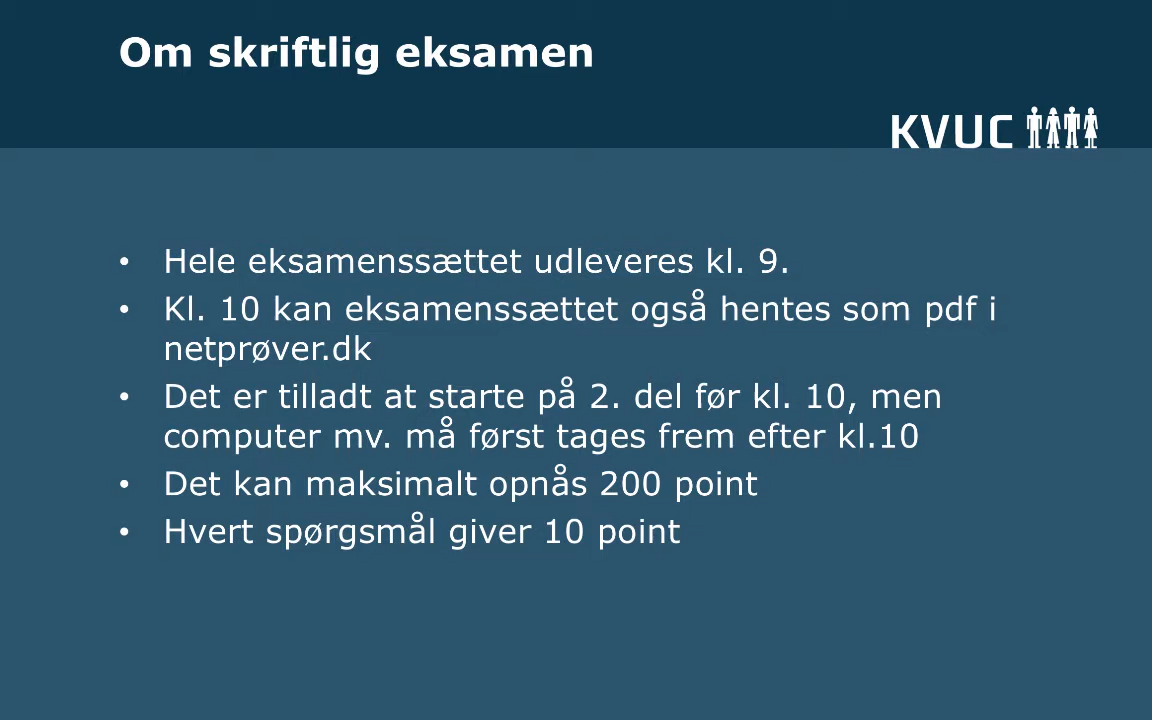 Om skriftlig eksamen
KVUC
• Hele eksamenssættet udleveres kl. 9.
• Kl. 10 kan eksamenssættet også hentes som pdf i
netprøver.dk
• Det er tilladt at starte på 2. del før kl. 10, men
computer mv. må først tages frem efter kl.10
• Det kan maksimalt opnås 200 point
• Hvert spørgsmål giver 10 point